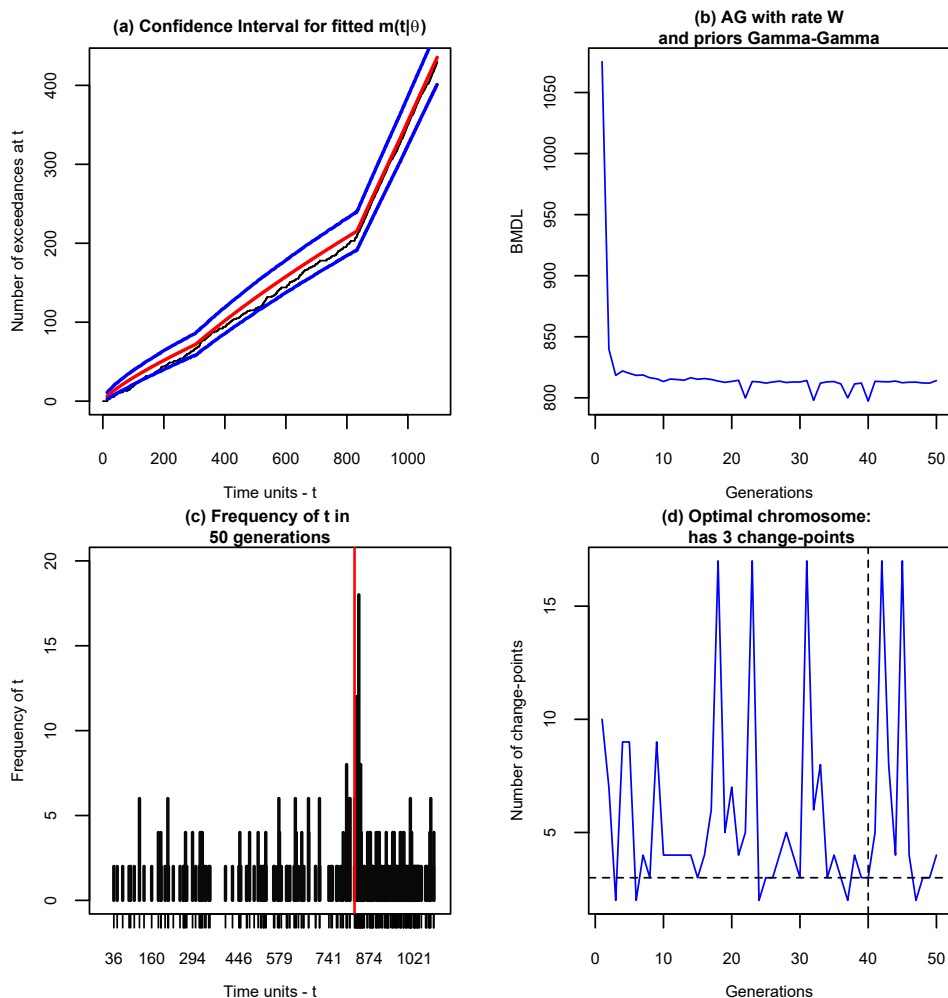 (a) Confidence Interval for fitted m(t|θ)
Number of exceedances at t
400
300
200
100
0
0 200 400 600 800 1000
Time units - t
(b) AG with rate W
and priors Gamma-Gamma
BMDL
1050
1000
950
900
850
800
0 10 20 30 40 50
Generations
(c) Frequency of t in
50 generations
Frequency of t
20
15
10
5
0
36 160 294 446 579 741 874 1021
Time units - t
(d) Optimal chromosome:
has 3 change-points
Number of change-points
15
10
5
0 10 20 30 40 50
Generations